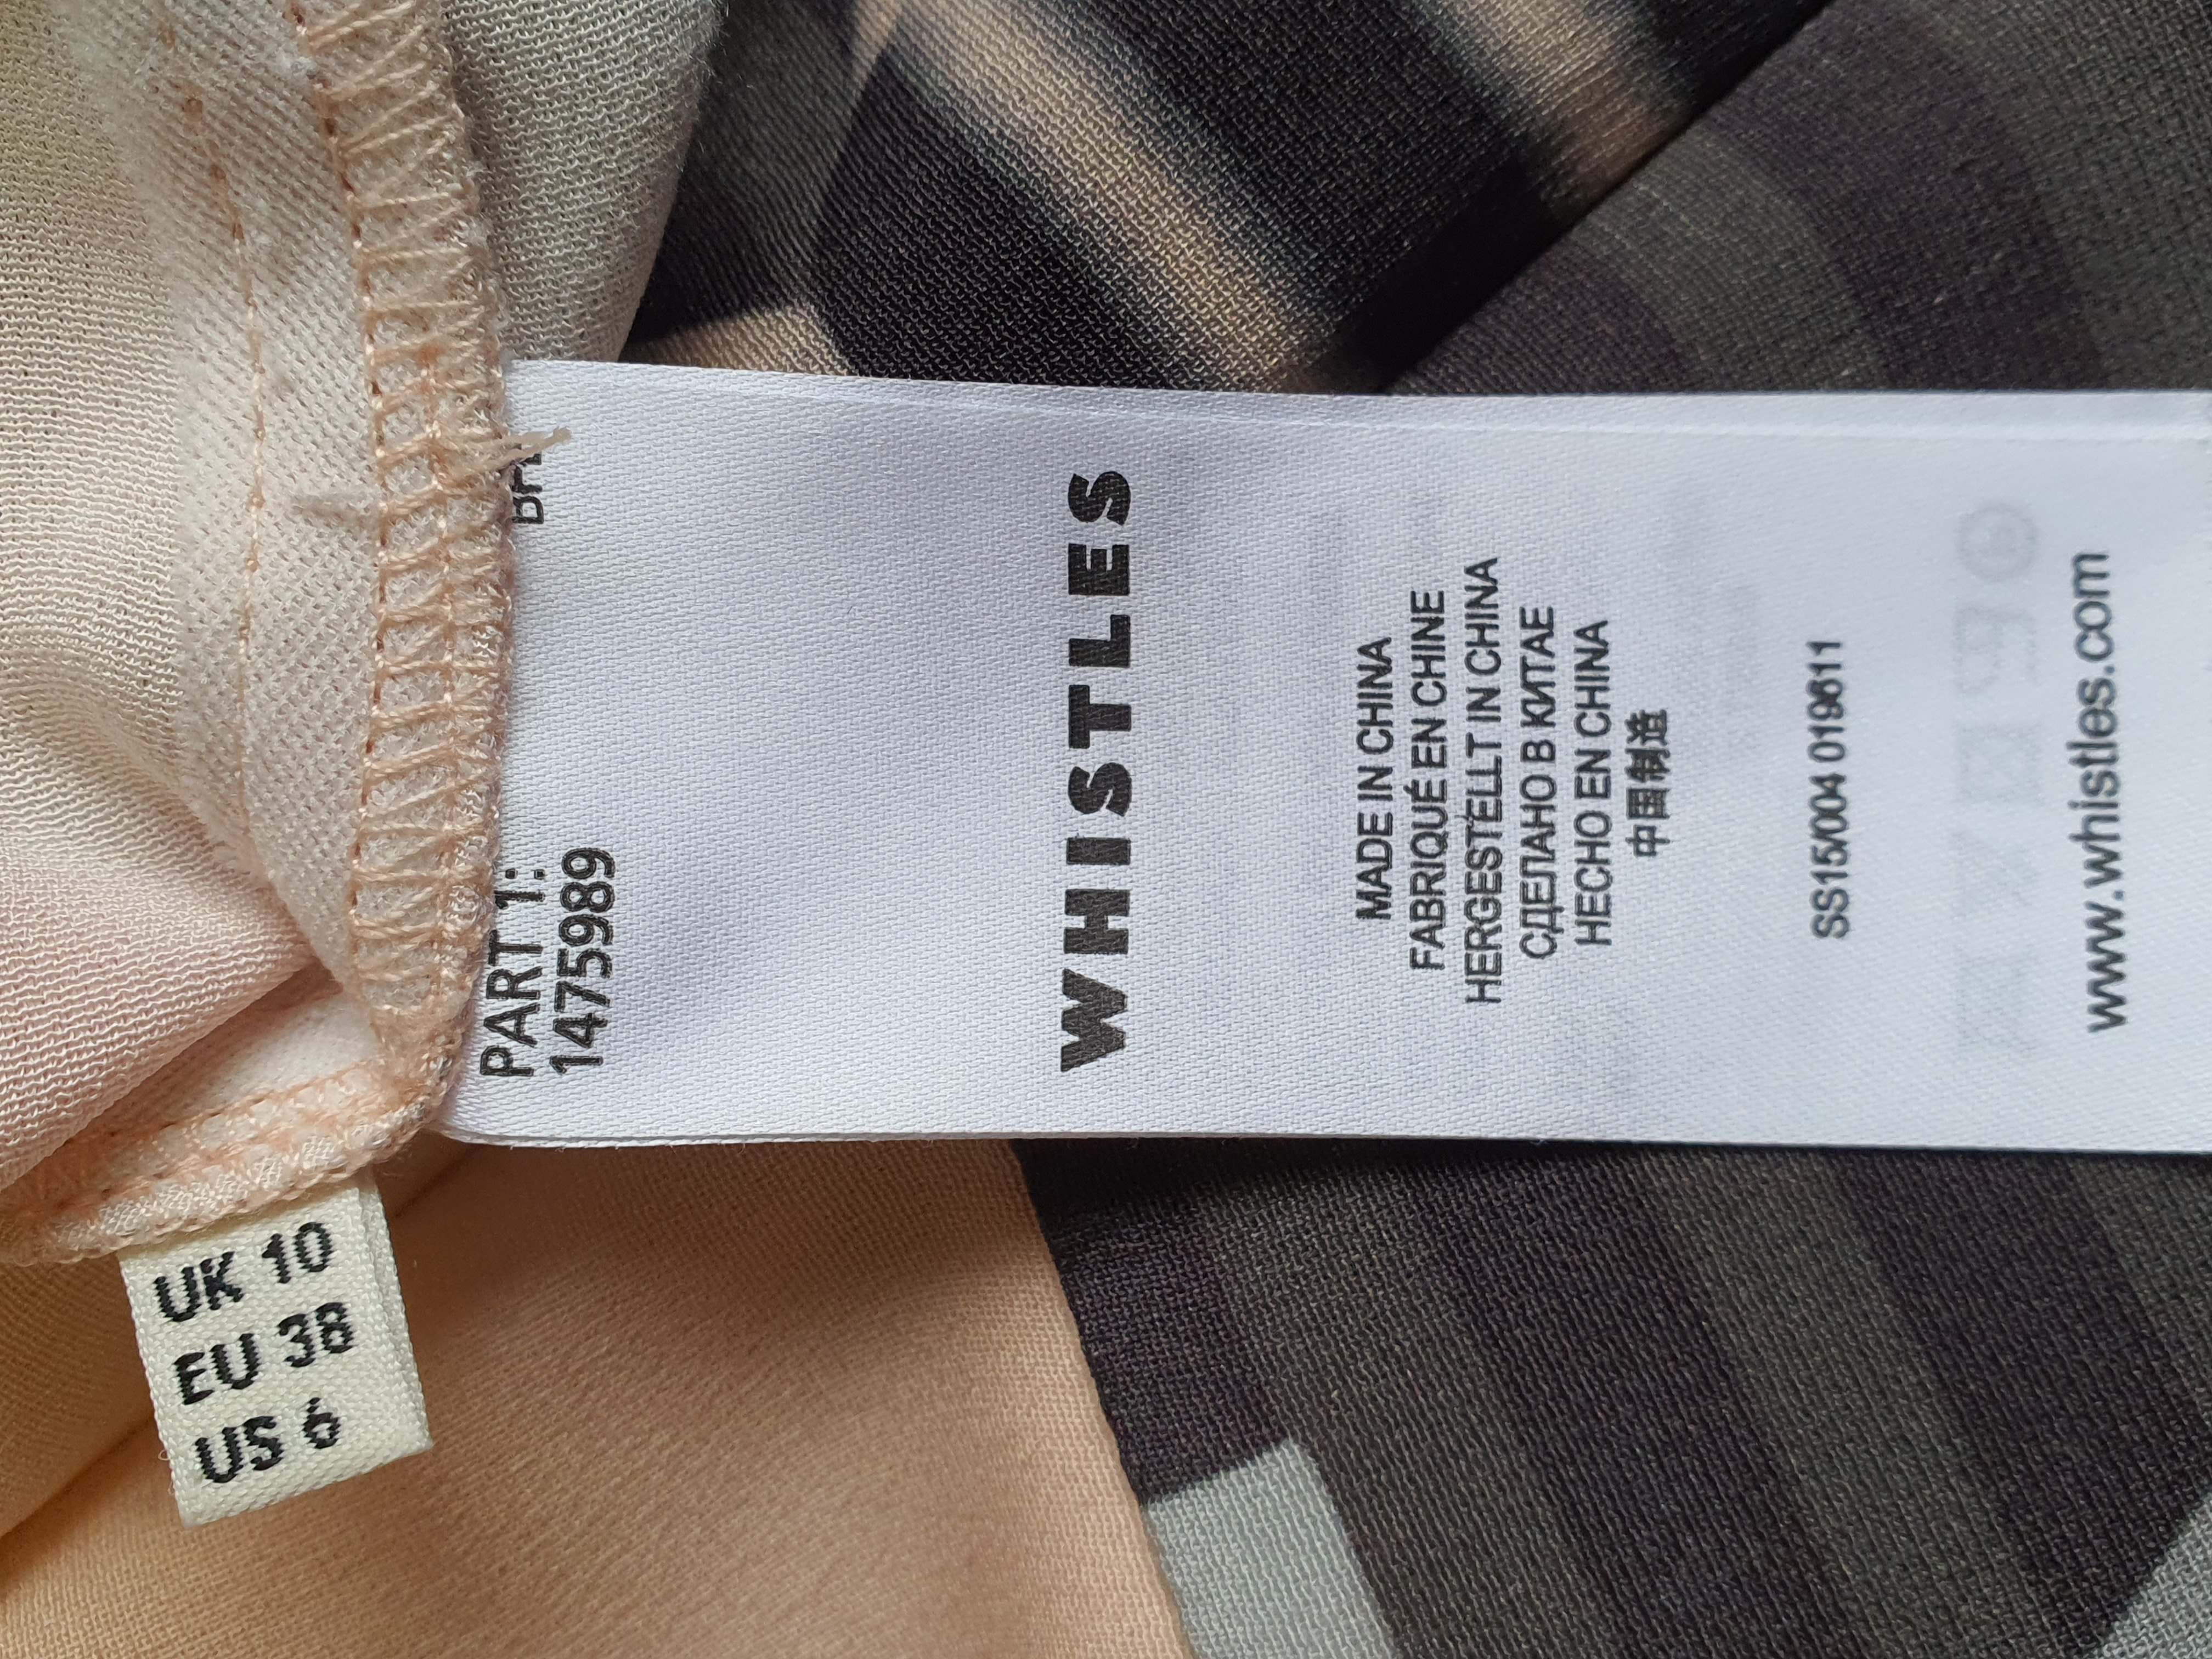 PART 1:
1475989
WHISTLES
MADE IN CHINA
FABRIQUÉ EN CHINE
HERGESTELLT IN CHINA
СДЕЛАНО В КИТАЕ
HECHO EN CHINA
中国制造
SS15/004 019611
www.whistles.com
UK 10
EU 38
US 6